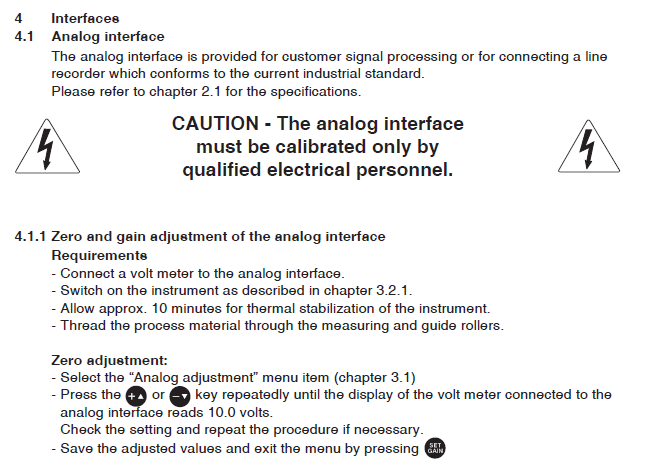 4 Interfaces
4.1 Analog interface
The analog interface is provided for customer signal processing or for connecting a line
recorder which conforms to the current industrial standard.
Please refer to chapter 2.1 for the specifications.
CAUTION - The analog interface
must be calibrated only by
qualified electrical personnel.
4.1.1 Zero and gain adjustment of the analog interface
Requirements
- Connect a volt meter to the analog interface.
- Switch on the instrument as described in chapter 3.2.1.
- Allow approx. 10 minutes for thermal stabilization of the instrument.
- Thread the process material through the measuring and guide rollers.
Zero adjustment:
- Select the “Analog adjustment” menu item (chapter 3.1)
- Press the +▲ or −▼ key repeatedly until the display of the volt meter connected to the
analog interface reads 10.0 volts.
Check the setting and repeat the procedure if necessary.
- Save the adjusted values and exit the menu by pressing SET GAIN